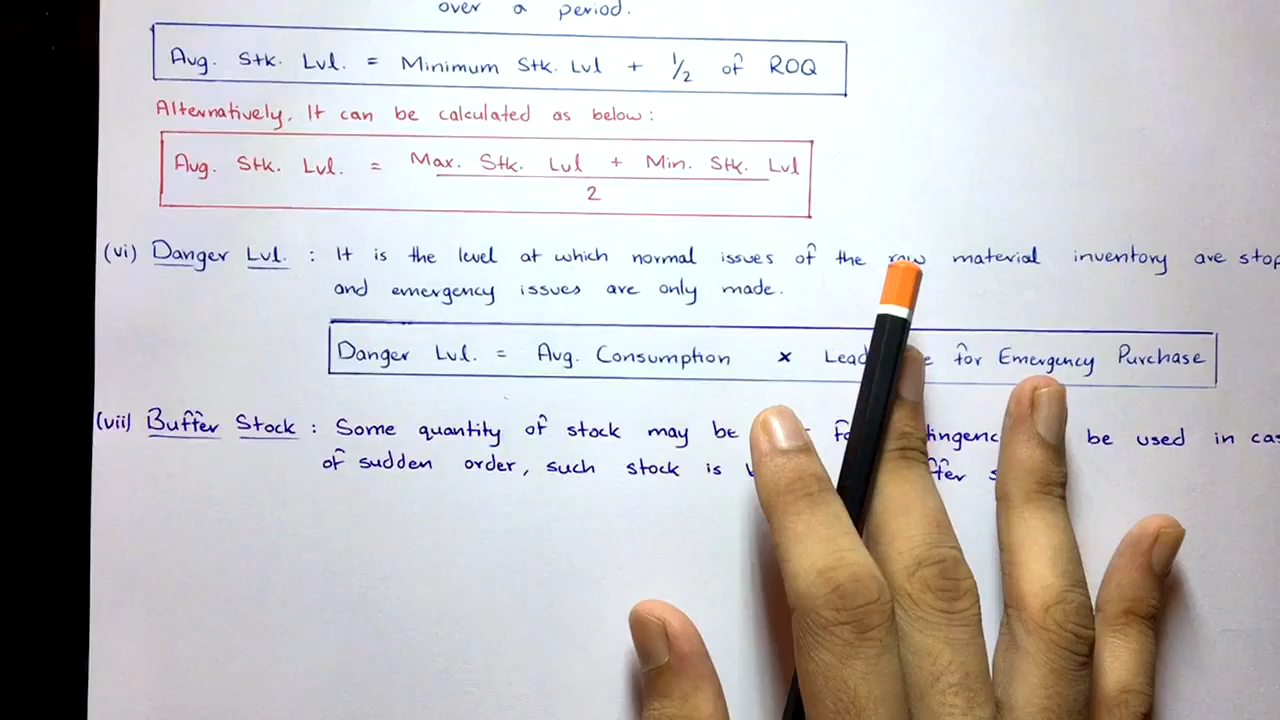 over a period.
Avg. Stk. Lvl. = Minimum Stk. Lvl + 1/2 of ROQ
Alternatively, It can be calculated as below:
Avg. Stk. Lvl. = Max. Stk. Lvl + Min. Stk. Lvl
2
(vi) Danger Lvl. : It is the level at which normal issues of the raw material inventory are
and emergency issues are only made.
Danger Lvl. = Avg. Consumption × Lead for Emergency Purchase
(vii) Buffer Stock : Some quantity of stock may be be used in
of sudden order, such stock is